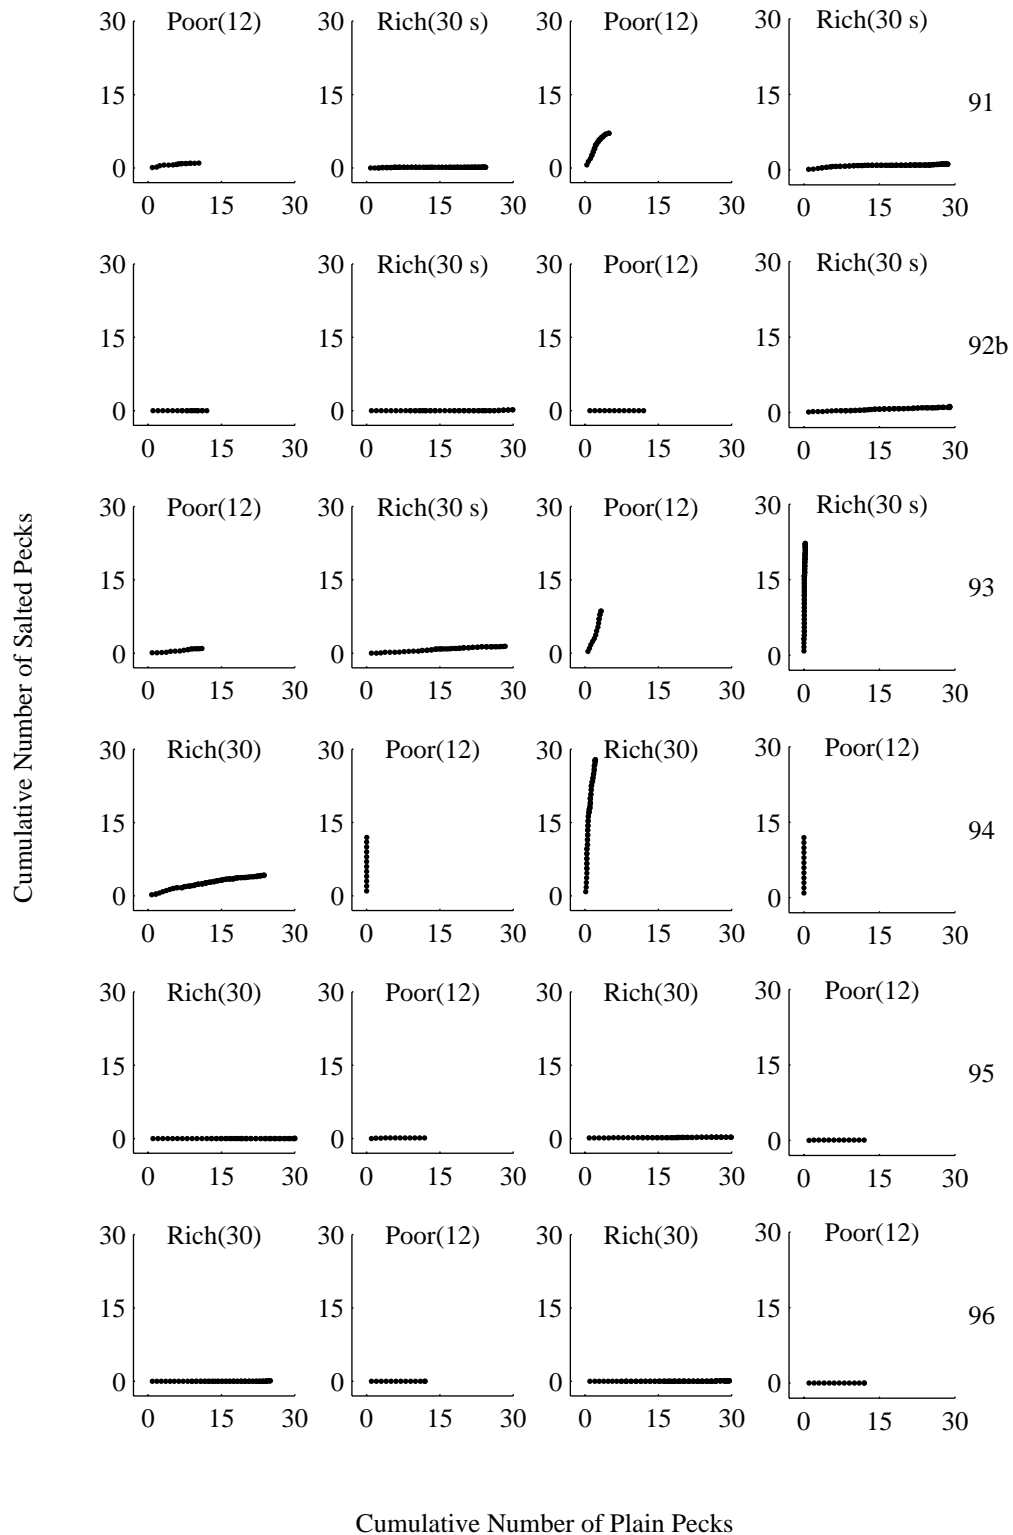 30 Poor(12) 30 Rich(30 s) 30 Poor(12) 30 Rich(30 s)
15 15 15 15 91
0 0 0 0
0 15 30 0 15 30 0 15 30 0 15 30
30 30 Rich(30 s) 30 Poor(12) 30 Rich(30 s)
15 15 15 15 92b
0 0 0 0
0 15 30 0 15 30 0 15 30 0 15 30
30 Poor(12) 30 Rich(30 s) 30 Poor(12) 30 Rich(30 s)
15 15 15 15 93
0 0 0 0
0 15 30 0 15 30 0 15 30 0 15 30
Cumulative Number of Salted Pecks
30 Rich(30) 30 Poor(12) 30 Rich(30) 30 Poor(12)
15 15 15 15 94
0 0 0 0
0 15 30 0 15 30 0 15 30 0 15 30
30 Rich(30) 30 Poor(12) 30 Rich(30) 30 Poor(12)
15 15 15 15 95
0 0 0 0
0 15 30 0 15 30 0 15 30 0 15 30
30 Rich(30) 30 Poor(12) 30 Rich(30) 30 Poor(12)
15 15 15 15 96
0 0 0 0
0 15 30 0 15 30 0 15 30 0 15 30
Cumulative Number of Plain Pecks